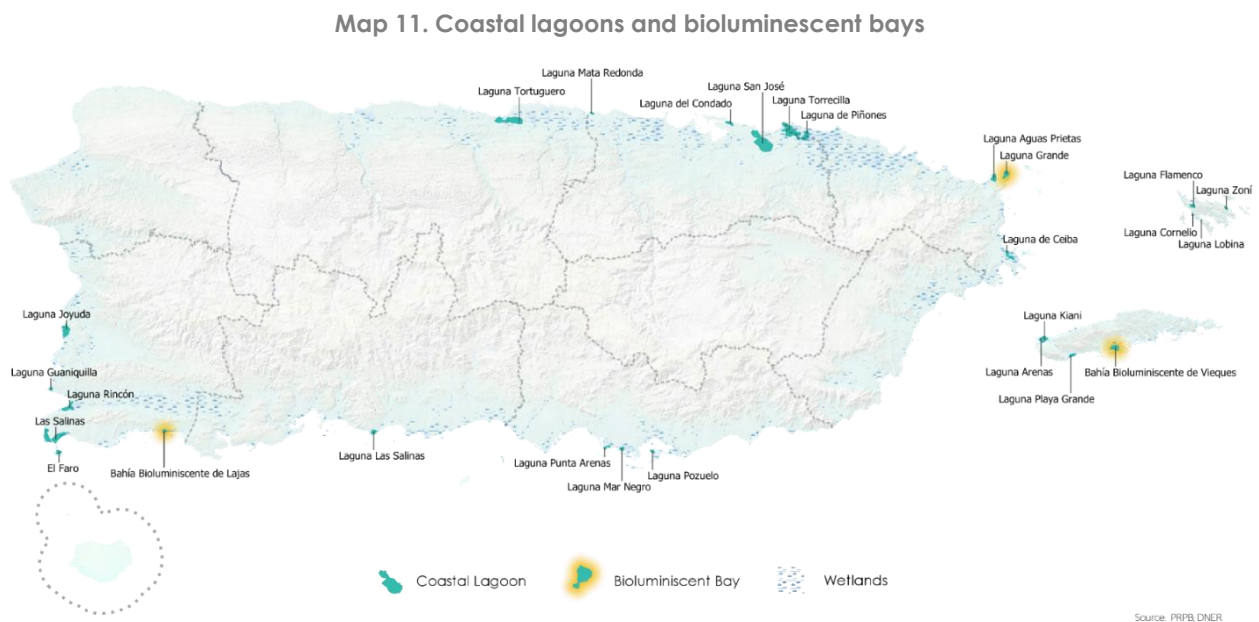 Map 11. Coastal lagoons and bioluminescent bays
Laguna Mata Redonda
Laguna Tortuguero
Laguna San José
Laguna del Condado
Laguna Torrecilla
Laguna de Piñones
Laguna Aguas Prietas
Laguna Grande
Laguna Flamenco
Laguna Zoní
Laguna Cornelio
Laguna Lobina
Laguna de Ceiba
Laguna Joyuda
Laguna Kiani
Laguna Guaniquilla
Laguna Arenas
Bahía Bioluminiscente de Vieques
Laguna Rincón
Laguna Playa Grande
Las Salinas
Laguna Las Salinas
El Faro
Bahía Bioluminiscente de Lajas
Laguna Punta Arenas
Laguna Pozuelo
Laguna Mar Negro
Coastal Lagoon
Bioluminiscent Bay
Wetlands
Source: PRPB, DNER